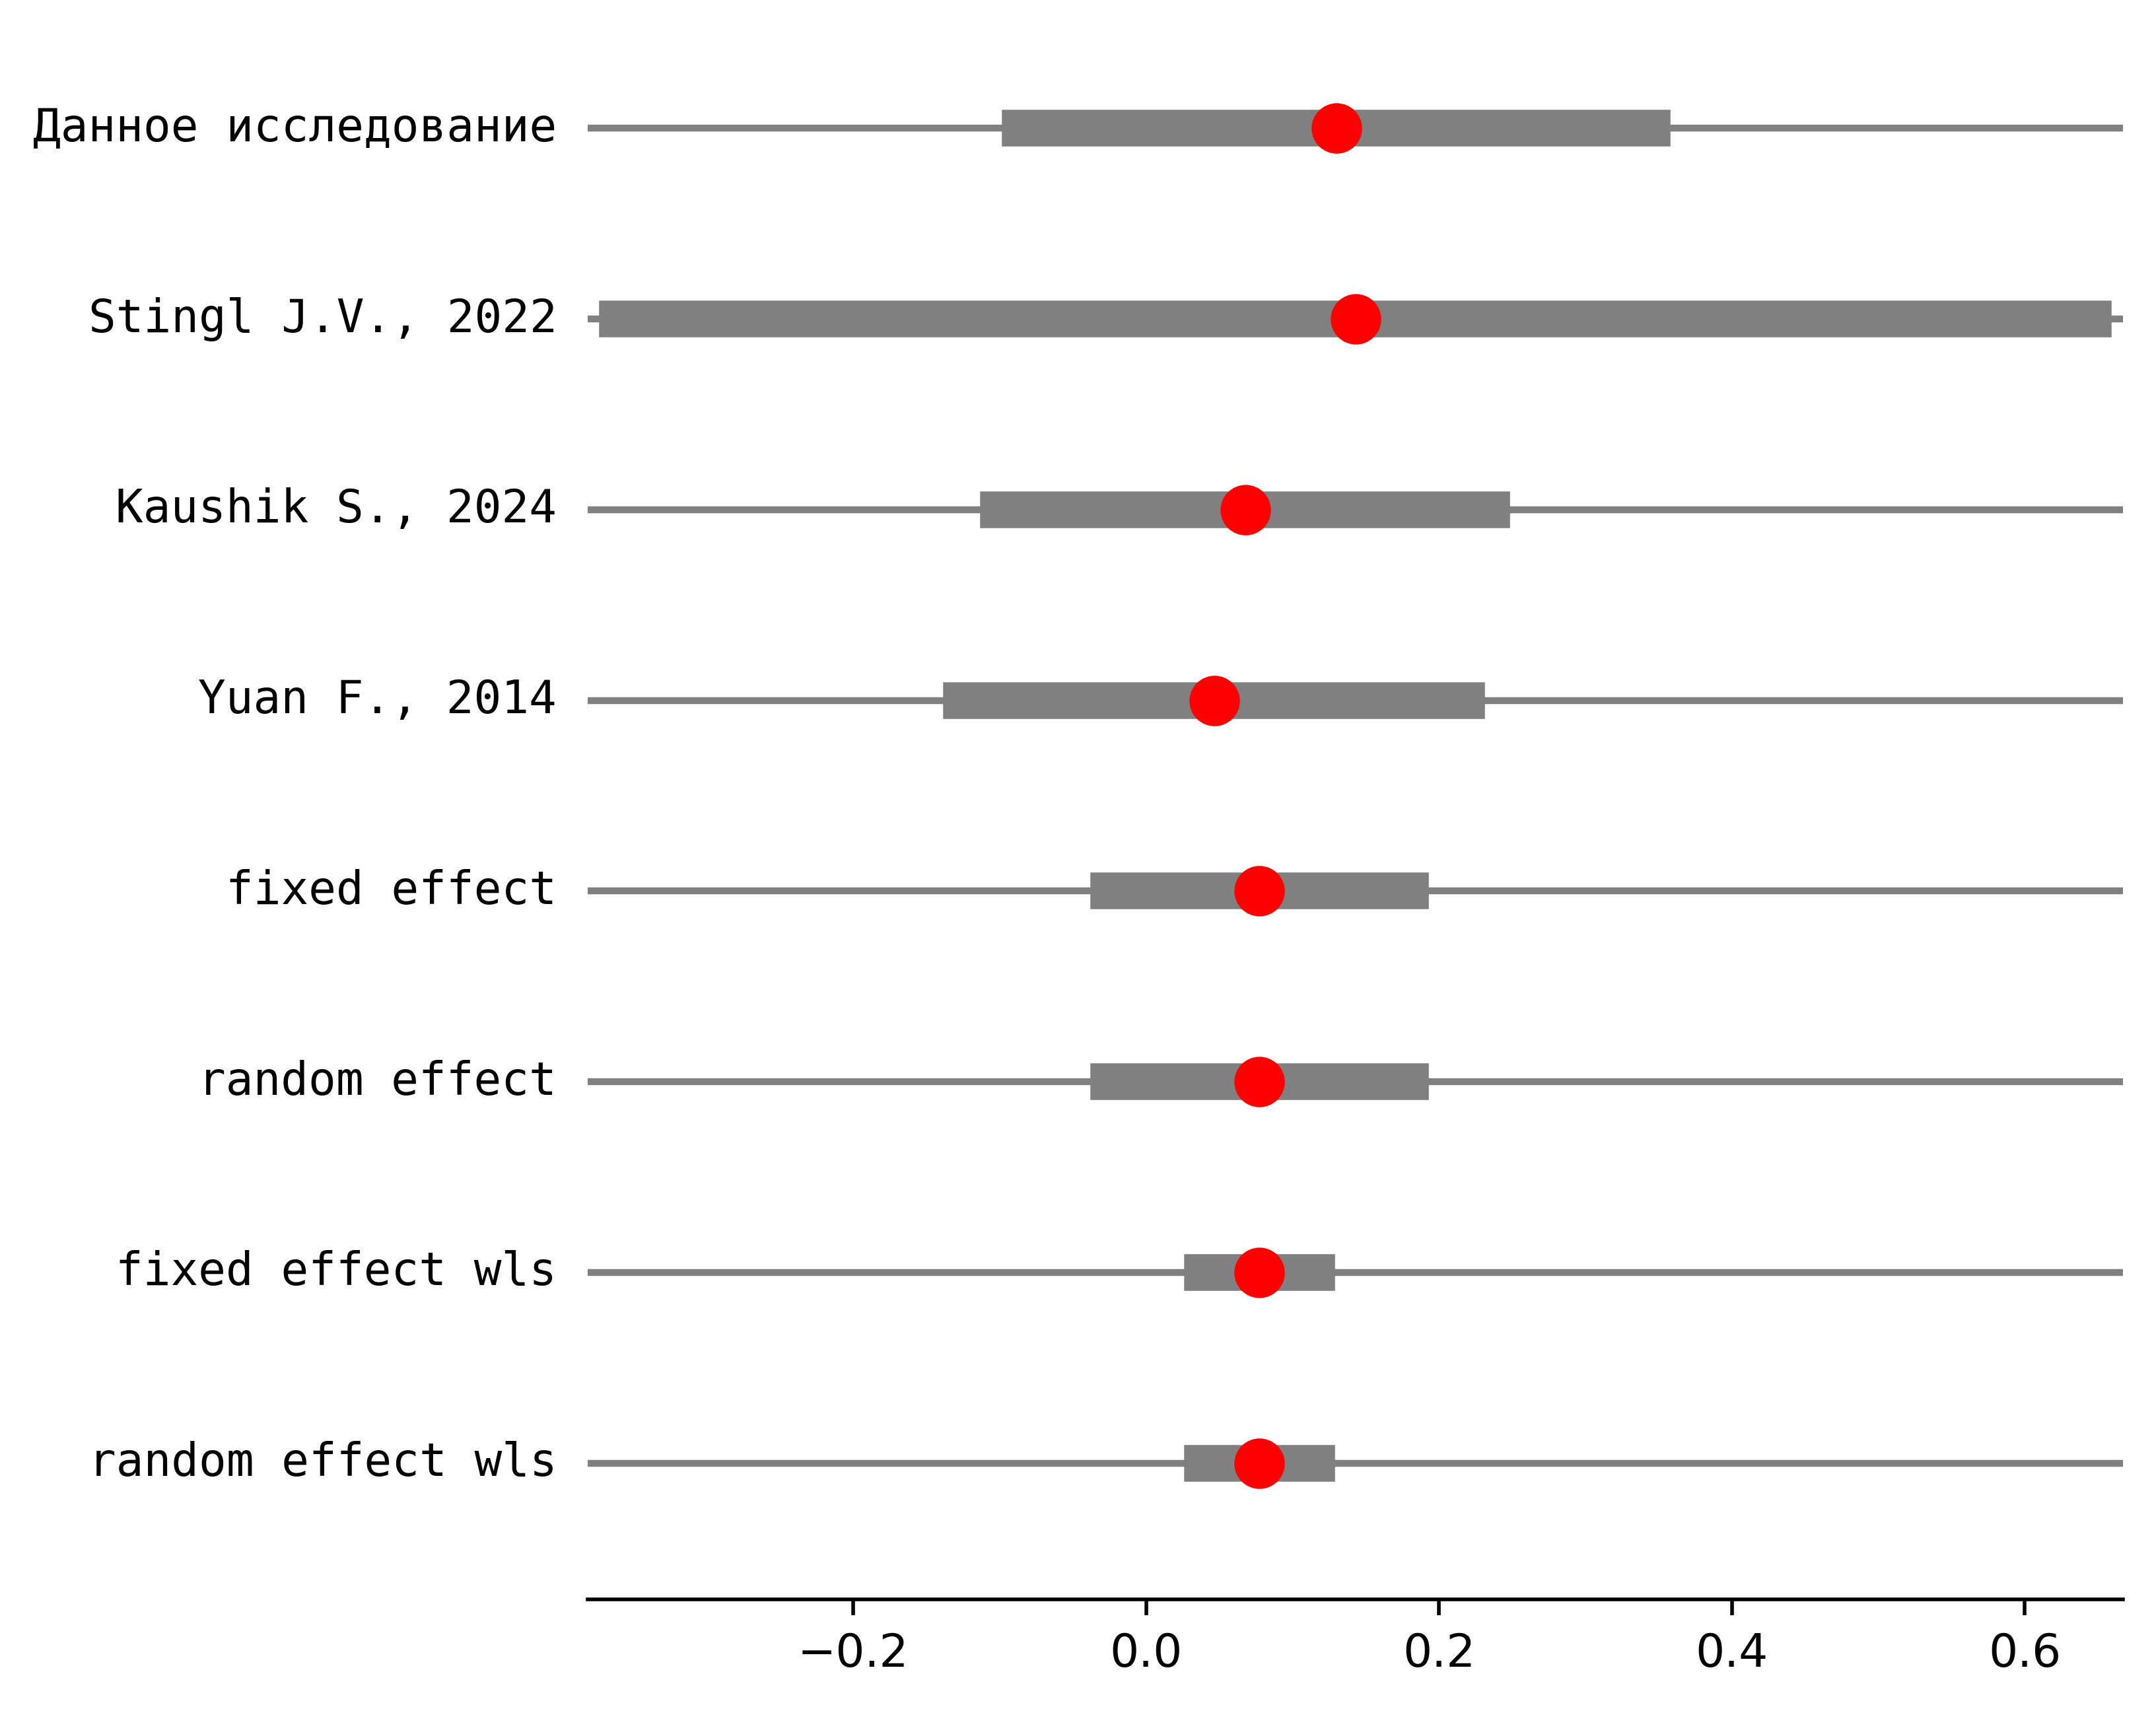 Данное исследование
Stingl J.V., 2022
Kaushik S., 2024
Yuan F., 2014
fixed effect
random effect
fixed effect wls
random effect wls
−0.2 0.0 0.2 0.4 0.6